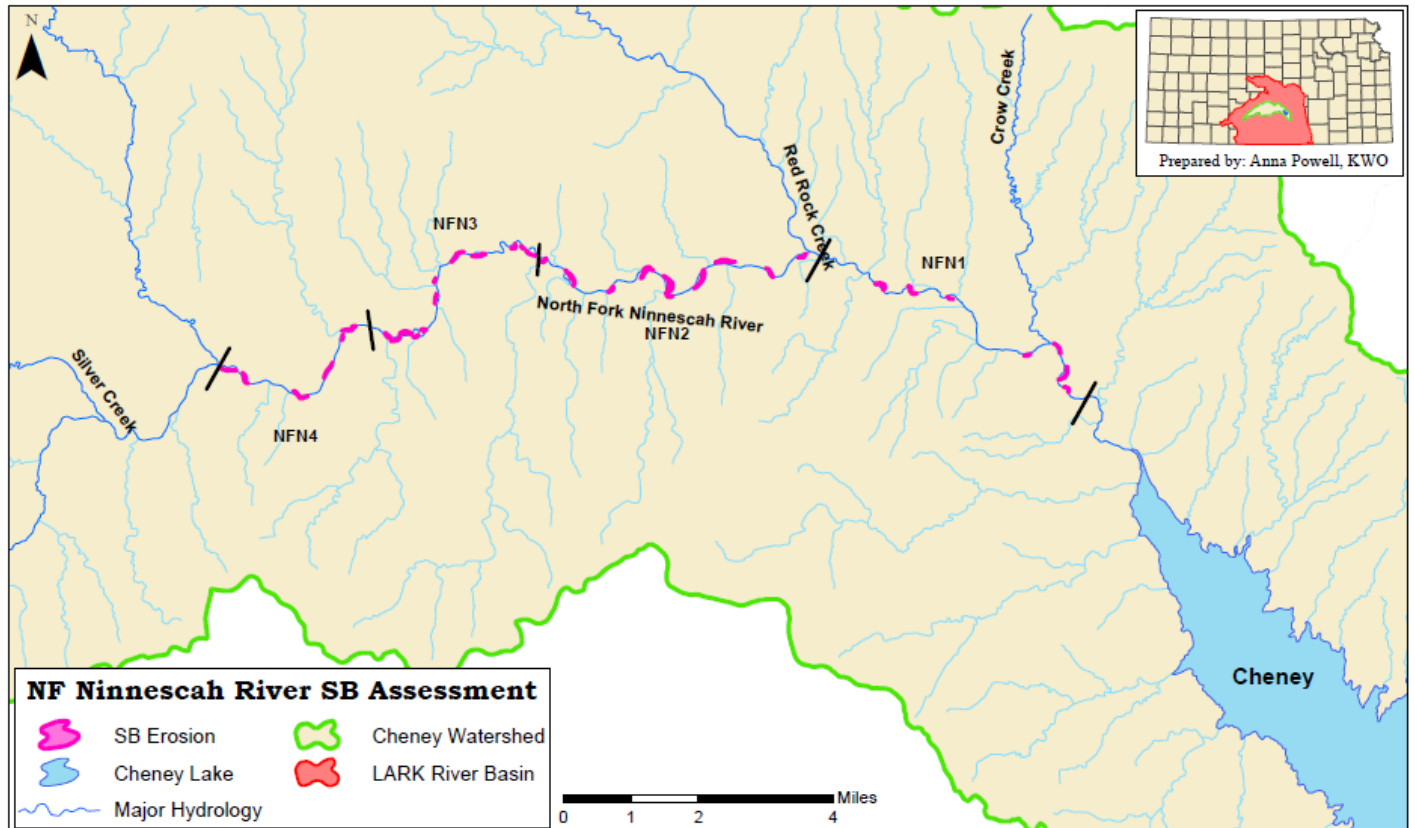 N
Prepared by: Anna Powell, KWO
Crow Creek
Red Rock Creek
NFN3
NFN1
North Fork Ninnescah River
NFN2
Silver Creek
NFN4
Cheney
NF Ninnescah River SB Assessment
SB Erosion
Cheney Watershed
Cheney Lake
LARK River Basin
Major Hydrology
Miles
0 1 2 4